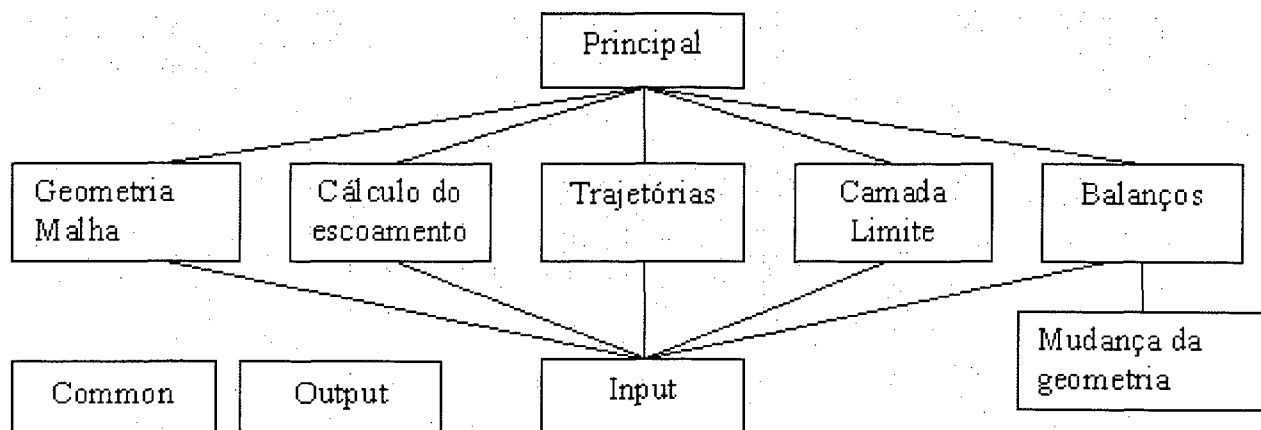 Principal
Geometria
Malha
Cálculo do
escoamento
Trajetórias
Camada
Limite
Balanços
Mudança da
geometria
Common
Output
Input